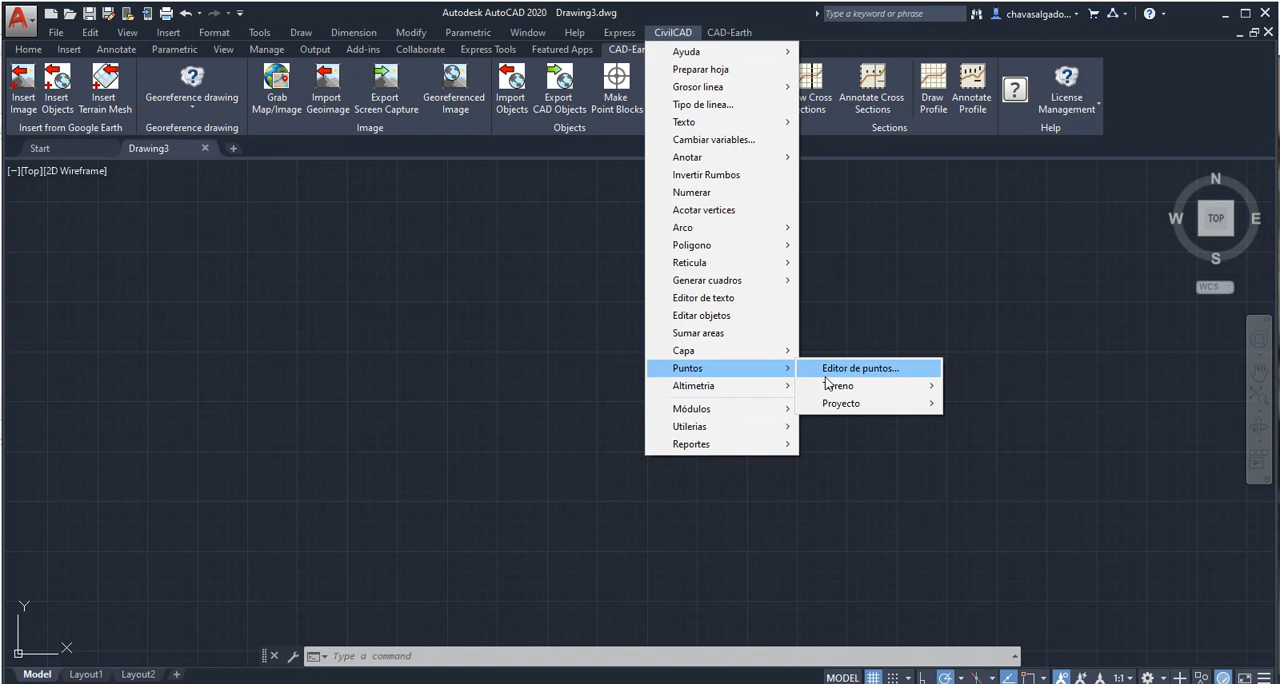 Autodesk AutoCAD 2020 Drawing3.dwg
Type a keyword or phrase
chavasalgado...
File Edit View Insert Format Tools Draw Dimension Modify Parametric Window Help Express CivilCAD CAD-Earth
Home Insert Annotate Parametric View Manage Output Add-ins Collaborate Express Tools Featured Apps
Insert Image
Insert Objects
Insert Terrain Mesh
Insert from Google Earth
Georeference drawing
Georeference drawing
Grab Map/Image
Import Geoimage
Export Screen Capture
Georeferenced Image
Image
Import Objects
Export CAD Objects
Make Point Blocks
Objects
Annotate Cross Sections
Draw Profile
Annotate Profile
Sections
License Management
Help
Start
Drawing3
[−][Top][2D Wireframe]
Ayuda
Preparar hoja
Grosor linea
Tipo de linea...
Texto
Cambiar variables...
Anotar
Invertir Rumbos
Numerar
Acotar vertices
Arco
Poligono
Reticula
Generar cuadros
Editor de texto
Editar objetos
Sumar areas
Capa
Puntos
Altimetria
Módulos
Utilerias
Reportes
Editor de puntos...
Proyecto
N
W
TOP
E
S
WCS
Y
X
Type a command
Model Layout1 Layout2 +
MODEL
1:1